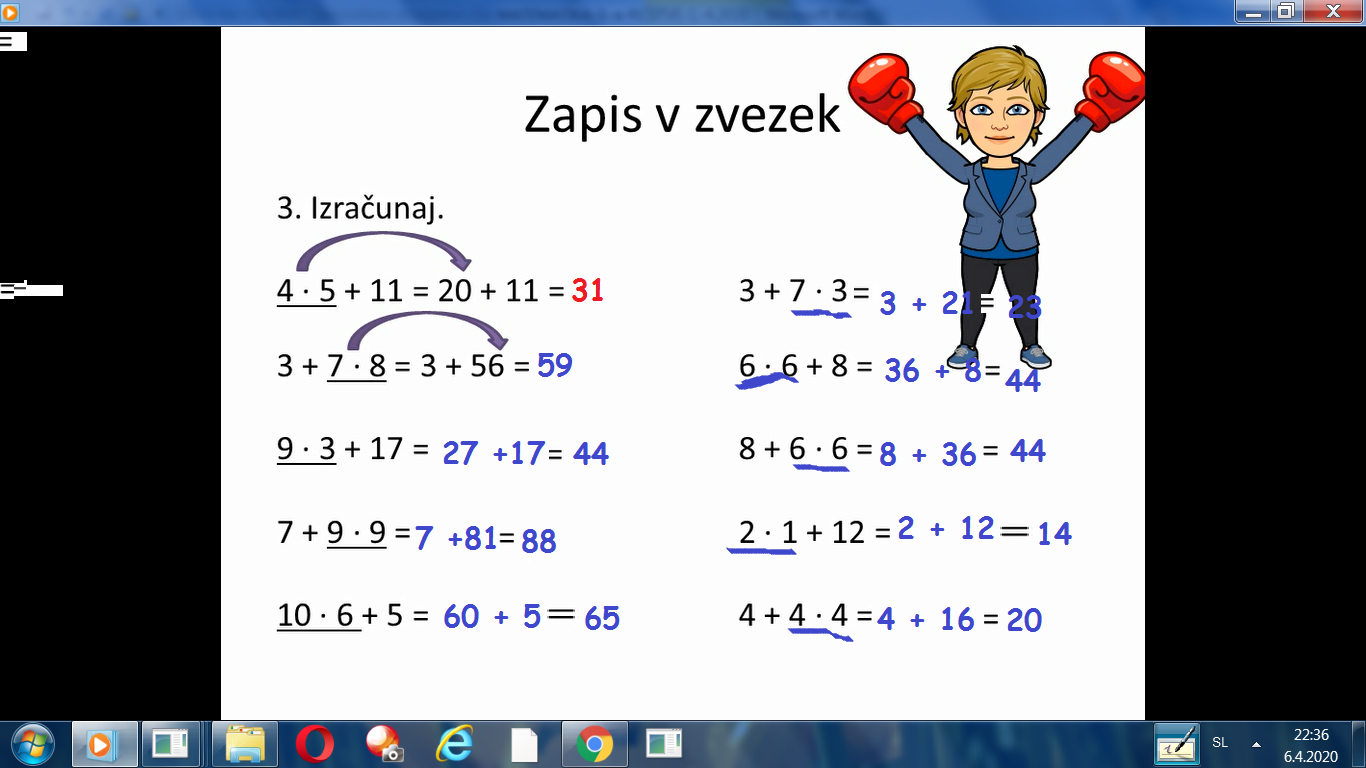 Zapis v zvezek
3. Izračunaj.
4 · 5 + 11 = 20 + 11 = 31
3 + 7 · 8 = 3 + 56 = 59
9 · 3 + 17 = 27 +17 = 44
7 + 9 · 9 = 7 +81 = 88
10 · 6 + 5 = 60 + 5 = 65
3 + 7 · 3 = 3 + 21 = 23
6 · 6 + 8 = 36 + 8 = 44
8 + 6 · 6 = 8 + 36 = 44
2 · 1 + 12 = 2 + 12 = 14
4 + 4 · 4 = 4 + 16 = 20
SL
22:36
6.4.2020